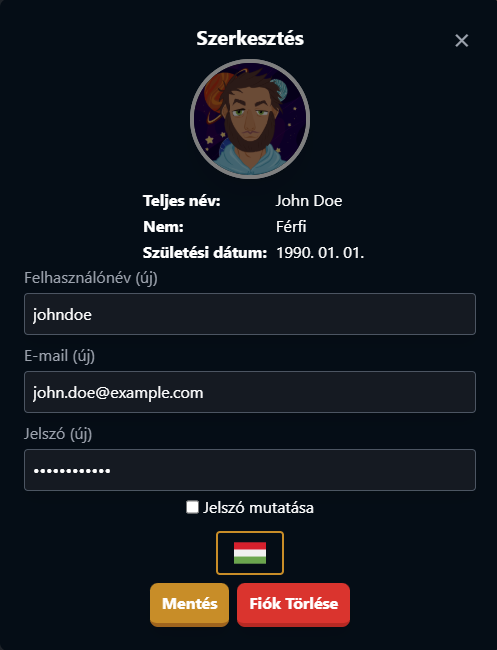 Szerkesztés
Teljes név: John Doe
Nem: Férfi
Születési dátum: 1990. 01. 01.
Felhasználónév (új)
johndoe
E-mail (új)
john.doe@example.com
Jelszó (új)
••••••••••••
Jelszó mutatása
Mentés Fiók Törlése